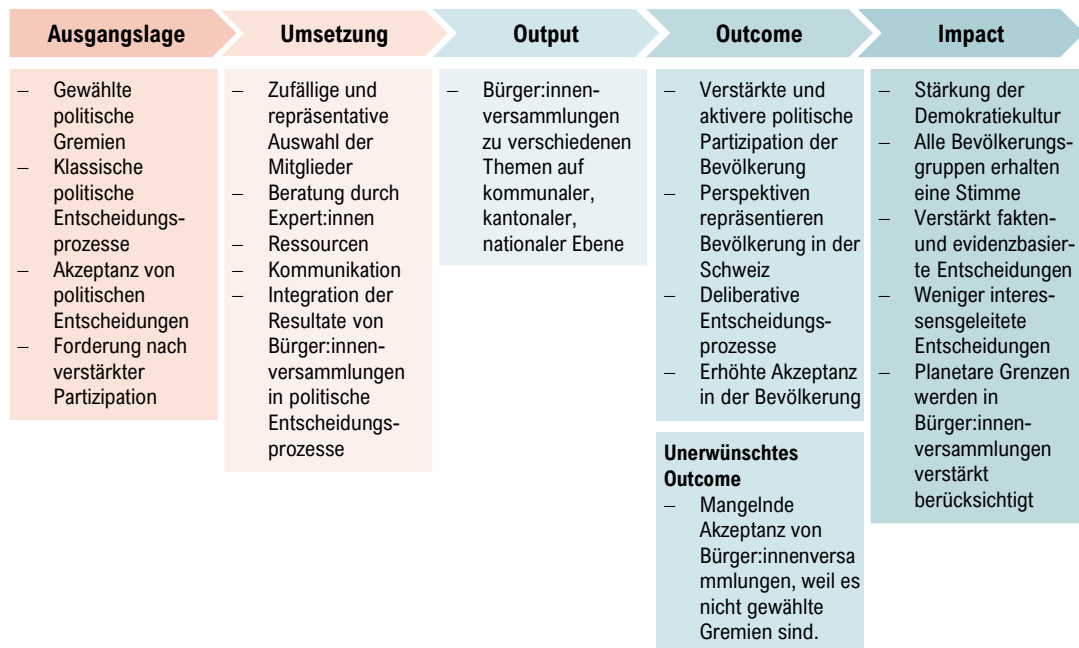 Ausgangslage
Umsetzung
Output
Outcome
Impact
– Gewählte
politische
Gremien
– Klassische
politische
Entscheidungs-
prozesse
– Akzeptanz von
politischen
Entscheidungen
– Forderung nach
verstärkter
Partizipation
– Zufällige und
repräsentative
Auswahl der
Mitglieder
– Beratung durch
Expert:innen
– Ressourcen
– Kommunikation
– Integration der
Resultate von
Bürger:innen-
versammlungen
in politische
Entscheidungs-
prozesse
– Bürger:innen-
versammlungen
zu verschiedenen
Themen auf
kommunaler,
kantonaler,
nationaler Ebene
– Verstärkte und
aktivere politische
Partizipation der
Bevölkerung
– Perspektiven
repräsentieren
Bevölkerung in der
Schweiz
– Deliberative
Entscheidungs-
prozesse
– Erhöhte Akzeptanz
in der Bevölkerung
Unerwünschtes
Outcome
– Mangelnde
Akzeptanz von
Bürger:innenversa
mmlungen, weil es
nicht gewählte
Gremien sind.
– Stärkung der
Demokratiekultur
– Alle Bevölkerungs-
gruppen erhalten
eine Stimme
– Verstärkt fakten-
und evidenzbasier-
te Entscheidungen
– Weniger interes-
sensgeleitete
Entscheidungen
– Planetare Grenzen
werden in
Bürger:innen-
versammlungen
verstärkt
berücksichtigt